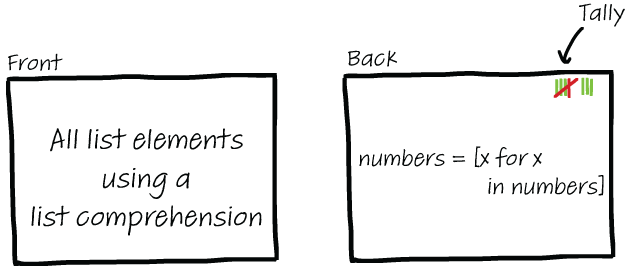 Tally
Front
Back
All list elements
using a
list comprehension
numbers = [x for x
in numbers]